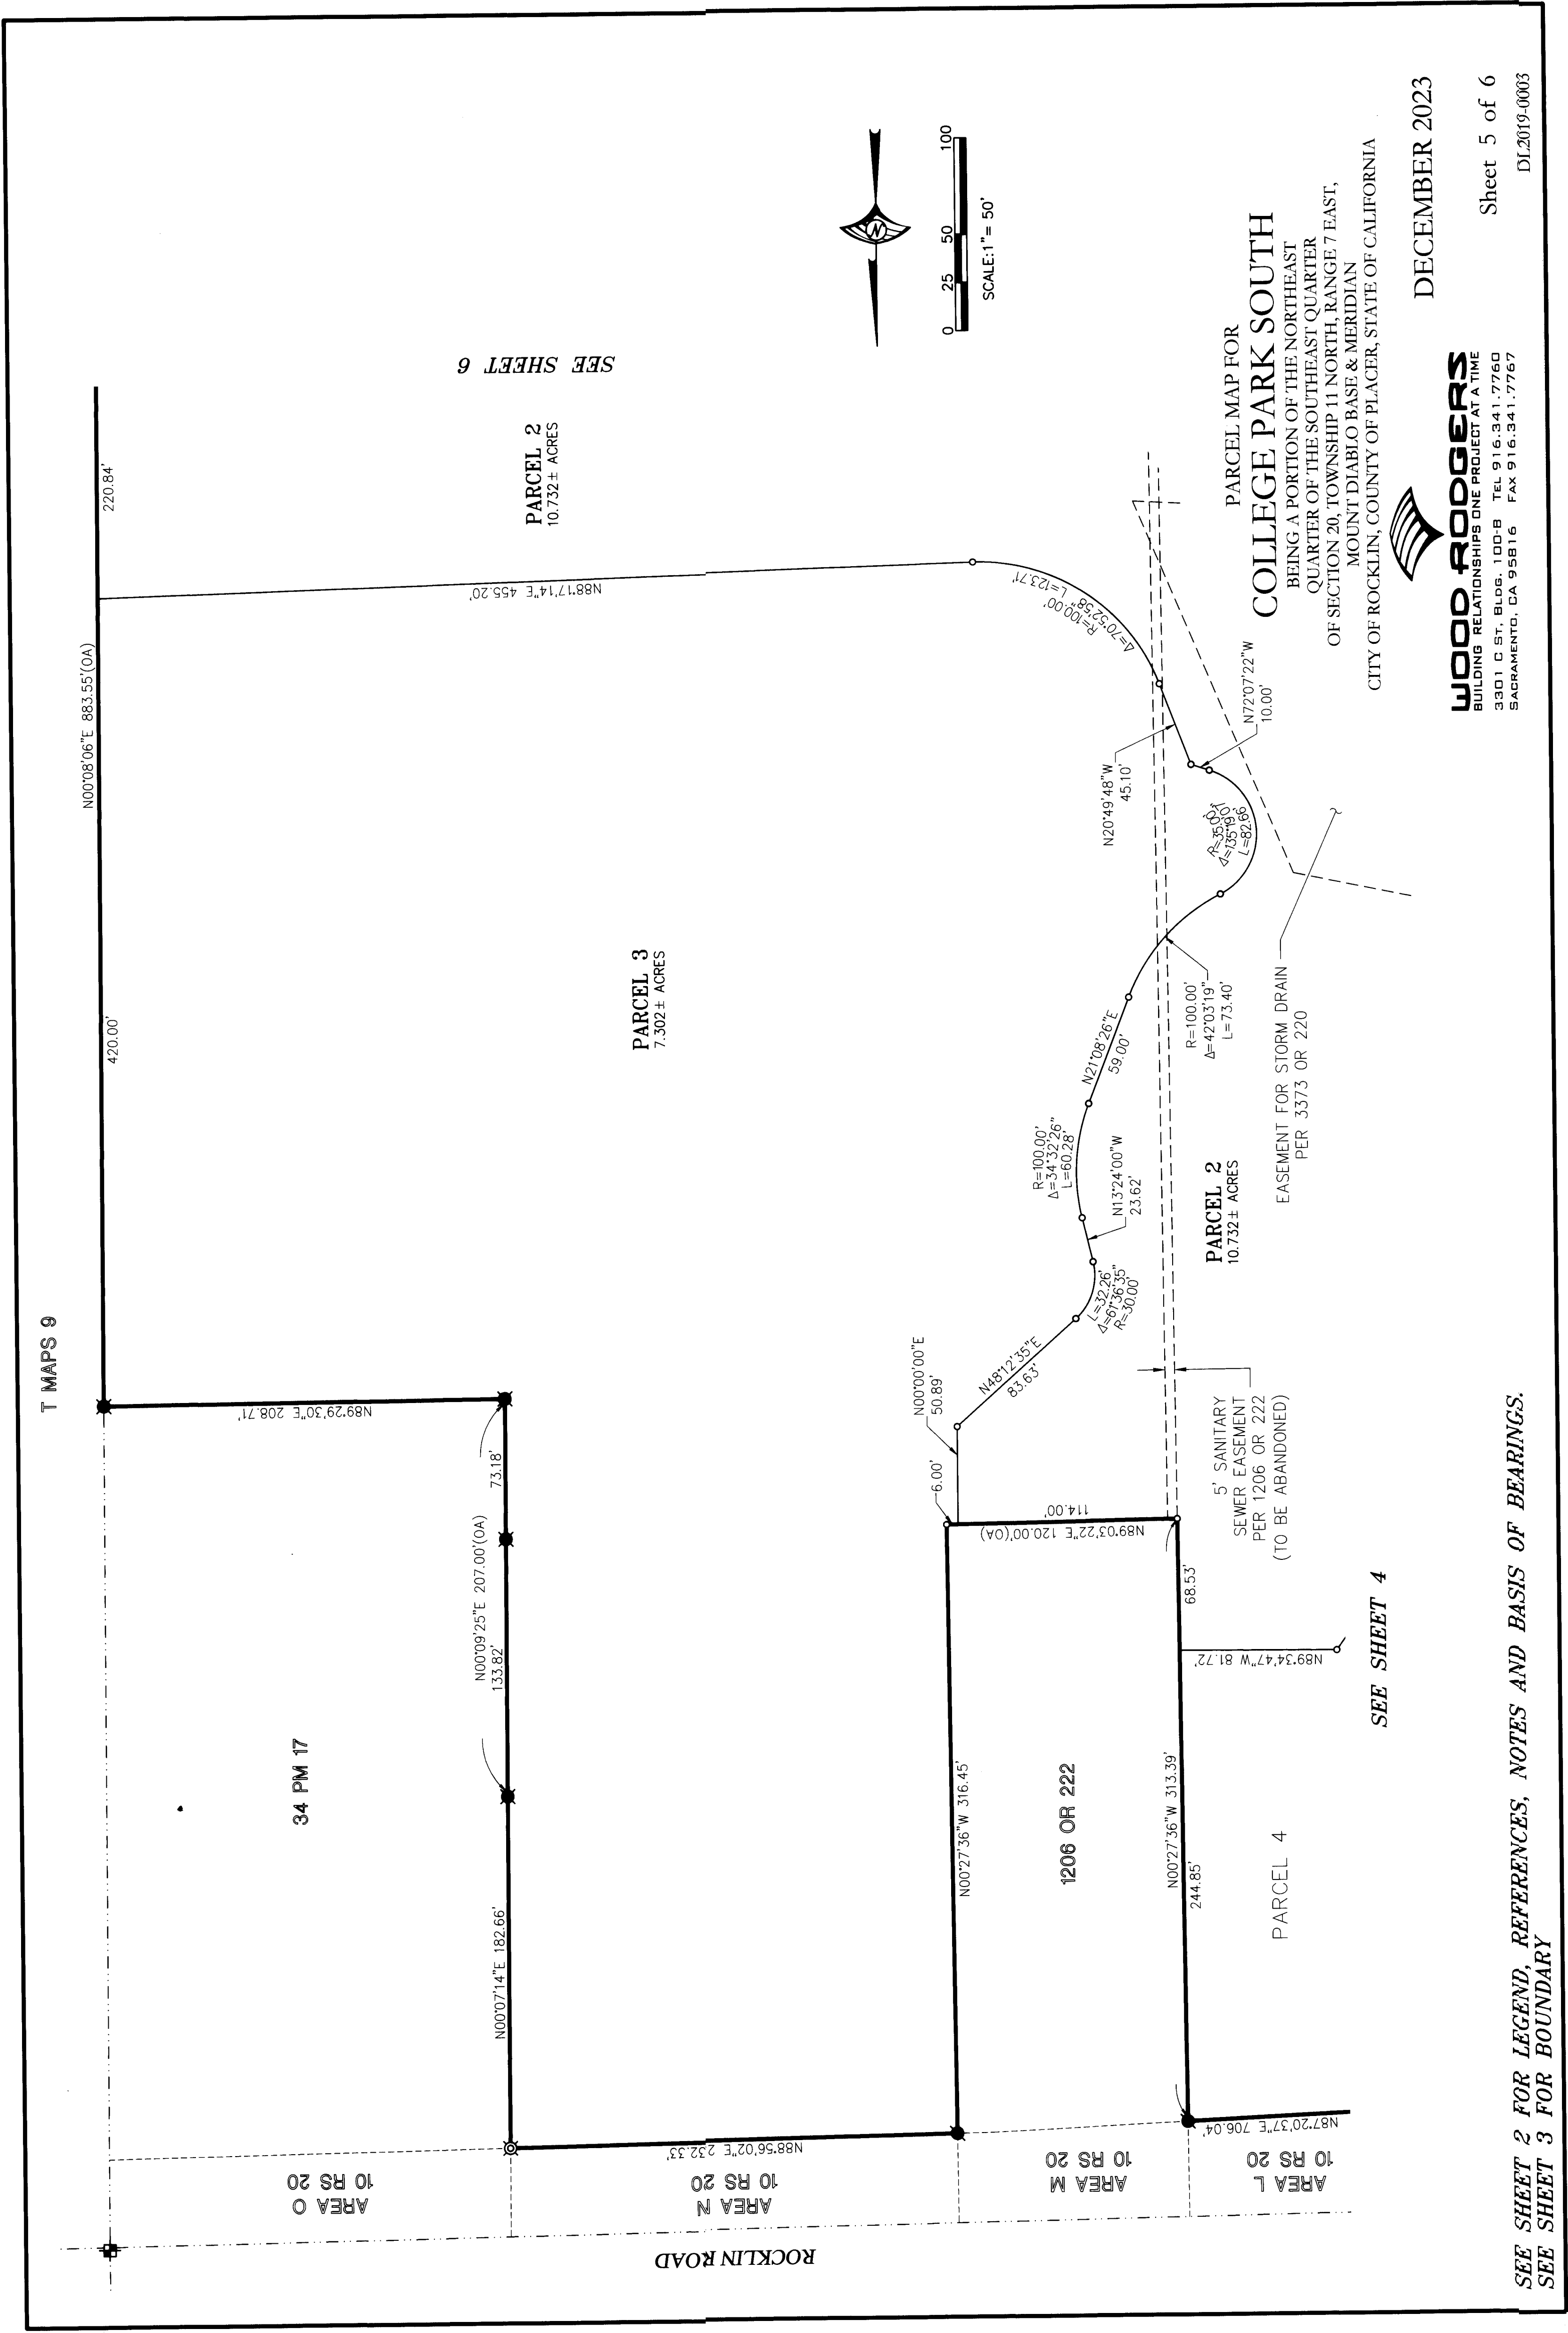 T MAPS 9
N00°08'06"E 883.55'(OA)
420.00'
220.84'
SEE SHEET 6
PARCEL 2
10.732± ACRES
N88°17'14"E 455.20'
PARCEL 3
7.302± ACRES
N89°29'30"E 208.71'
73.18'
N00°09'25"E 207.00'(OA)
133.82'
N00°07'14"E 182.66'
34 PM 17
AREA O
10 RS 20
AREA N
10 RS 20
AREA M
10 RS 20
AREA L
10 RS 20
ROCKLIN ROAD
N88°56'02"E 232.33'
N87°20'37"E 706.04'
N00°27'36"W 316.45'
1206 OR 222
N00°27'36"W 313.39'
244.85'
68.53'
N89°03'22"E 120.00'(OA)
114.00'
6.00'
N00°00'00"E
50.89'
N48°12'35"E
83.63'
L=32.26'
Δ=61°36'35"
R=30.00'
N13°24'00"W
23.62'
R=100.00'
Δ=34°32'26"
L=60.28'
N21°08'26"E
59.00'
R=100.00'
Δ=42°03'19"
L=73.40'
R=35.00'
L=82.66'
N72°07'22"W
10.00'
N20°49'48"W
45.10'
Δ=70°52'58"
R=100.00'
L=123.71'
5' SANITARY
SEWER EASEMENT
PER 1206 OR 222
(TO BE ABANDONED)
PARCEL 2
10.732± ACRES
EASEMENT FOR STORM DRAIN
PER 3373 OR 220
N89°34'47"W 81.72'
PARCEL 4
SEE SHEET 4
N
0 25 50 100
SCALE:1"= 50'
PARCEL MAP FOR
COLLEGE PARK SOUTH
BEING A PORTION OF THE NORTHEAST
QUARTER OF THE SOUTHEAST QUARTER
OF SECTION 20, TOWNSHIP 11 NORTH, RANGE 7 EAST,
MOUNT DIABLO BASE & MERIDIAN
CITY OF ROCKLIN, COUNTY OF PLACER, STATE OF CALIFORNIA
DECEMBER 2023
WOOD RODGERS
BUILDING RELATIONSHIPS ONE PROJECT AT A TIME
3301 C ST, BLDG. 100-B TEL 916.341.7760
SACRAMENTO, CA 95816 FAX 916.341.7767
Sheet 5 of 6
DL2019-0003
SEE SHEET 2 FOR LEGEND, REFERENCES, NOTES AND BASIS OF BEARINGS.
SEE SHEET 3 FOR BOUNDARY